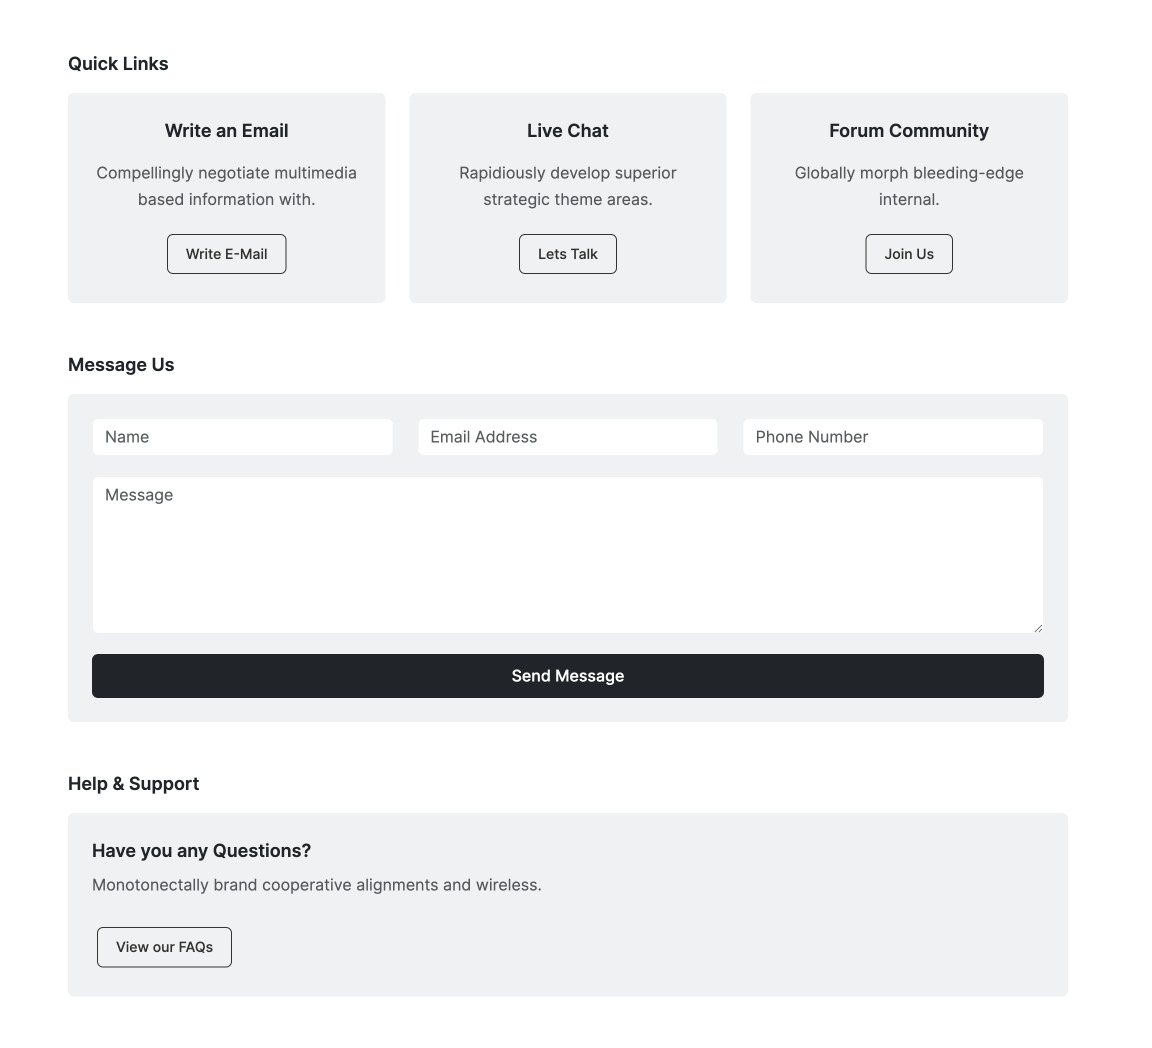 Quick Links
Write an Email
Compellingly negotiate multimedia
based information with.
Write E-Mail
Live Chat
Rapidiously develop superior
strategic theme areas.
Lets Talk
Forum Community
Globally morph bleeding-edge
internal.
Join Us
Message Us
Name
Email Address
Phone Number
Message
Send Message
Help & Support
Have you any Questions?
Monotonectally brand cooperative alignments and wireless.
View our FAQs